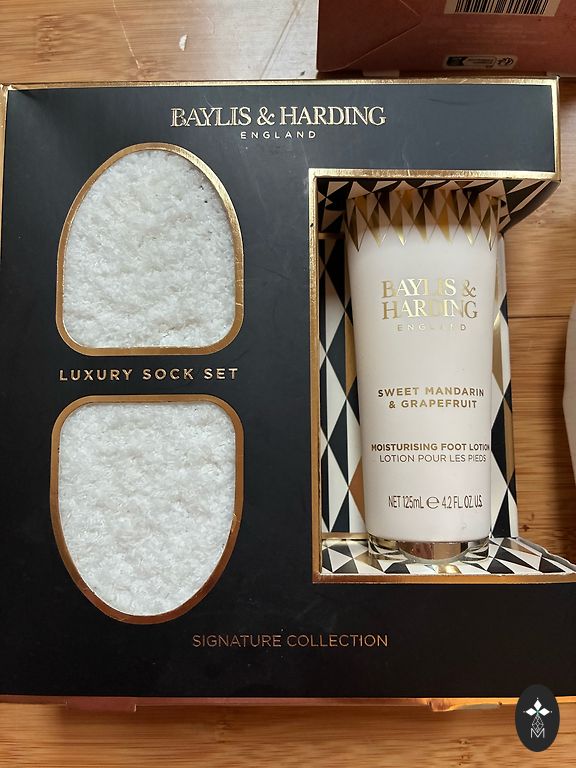 BAYLIS & HARDING
ENGLAND
LUXURY SOCK SET
BAYLIS &
HARDING
ENGLAND
SWEET MANDARIN
& GRAPEFRUIT
MOISTURISING FOOT LOTION
LOTION POUR LES PIEDS
NET 125mL ℮ 4.2 FL. OZ. U.S.
SIGNATURE COLLECTION
M